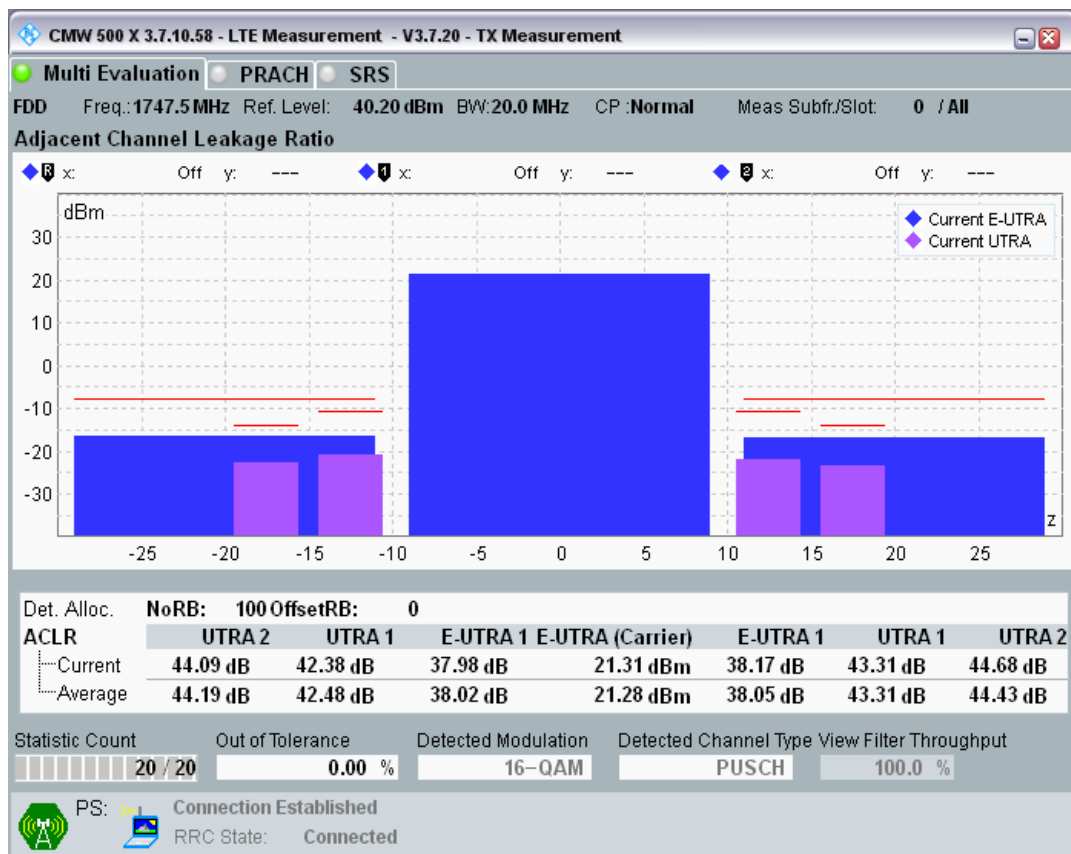 CMW 500 X 3.7.10.58 - LTE Measurement - V3.7.20 - TX Measurement
Multi Evaluation PRACH SRS
FDD Freq.:1747.5 MHz Ref. Level: 40.20 dBm BW:20.0 MHz CP :Normal Meas Subfr./Slot: 0 / All
Adjacent Channel Leakage Ratio
R x: Off y: --- 1 x: Off y: --- 2 x: Off y: ---
dBm
Current E-UTRA
Current UTRA
30
20
10
0
-10
-20
-30
z
-25 -20 -15 -10 -5 0 5 10 15 20 25
Det. Alloc. NoRB: 100 OffsetRB: 0
ACLR UTRA 2 UTRA 1 E-UTRA 1 E-UTRA (Carrier) E-UTRA 1 UTRA 1 UTRA 2
Current 44.09 dB 42.38 dB 37.98 dB 21.31 dBm 38.17 dB 43.31 dB 44.68 dB
Average 44.19 dB 42.48 dB 38.02 dB 21.28 dBm 38.05 dB 43.31 dB 44.43 dB
Statistic Count Out of Tolerance Detected Modulation Detected Channel Type View Filter Throughput
20 / 20 0.00 % 16-QAM PUSCH 100.0 %
PS: Connection Established
RRC State: Connected